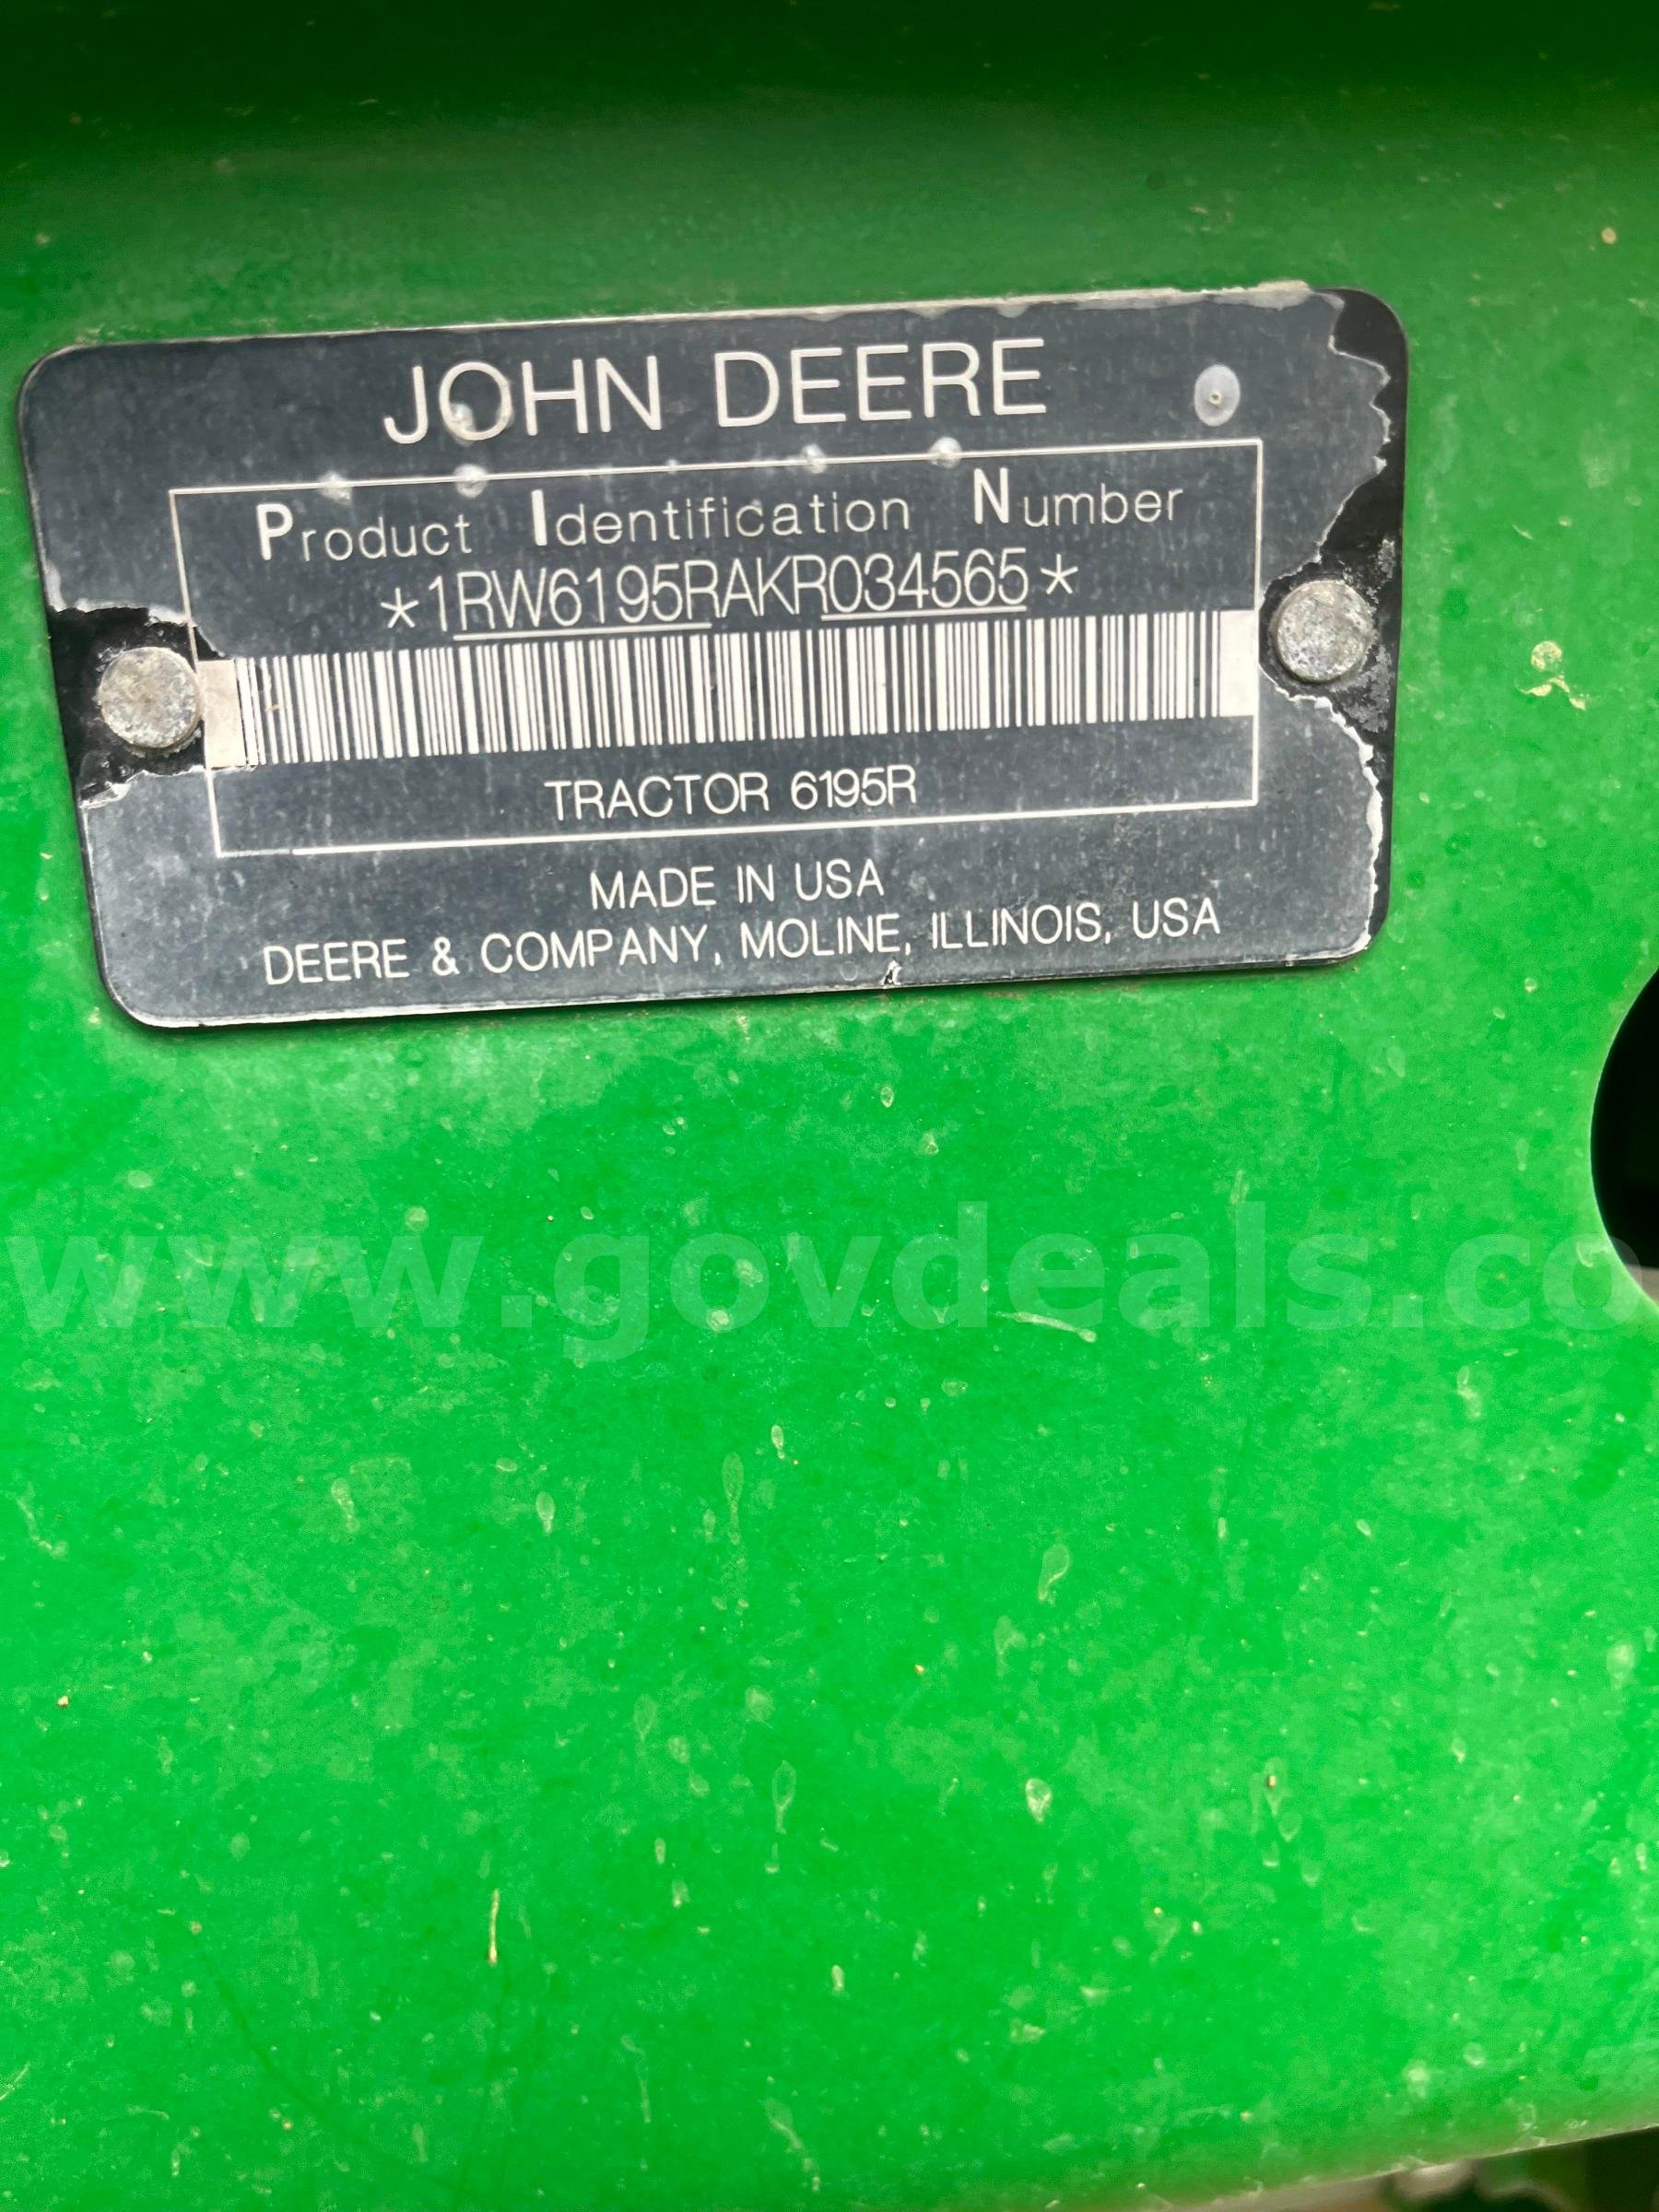 JOHN DEERE
Product Identification Number
*1RW6195RAKR034565*
TRACTOR 6195R
MADE IN USA
DEERE & COMPANY, MOLINE, ILLINOIS, USA
www.govdeals.co